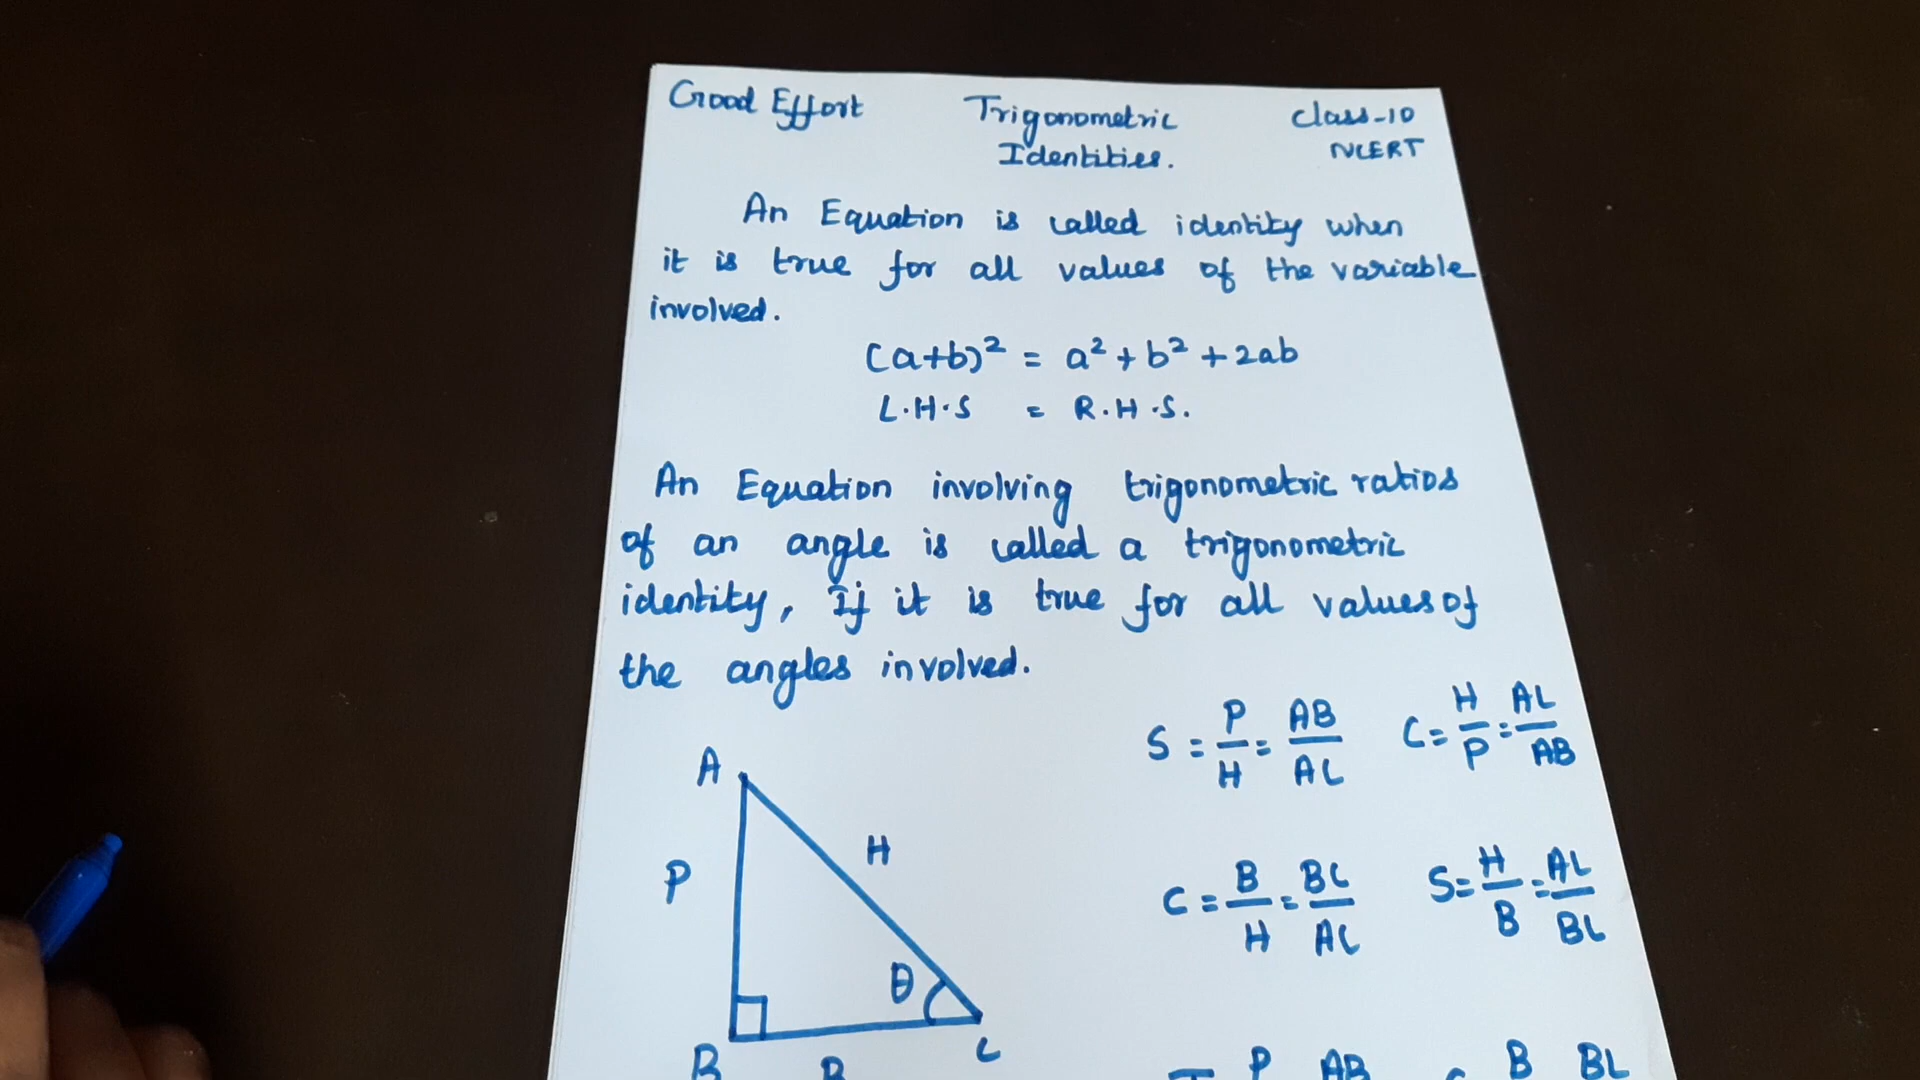 Good Effort
Trigonometric
Identities.
Class-10
NCERT
An Equation is called identity when
it is true for all values of the variable
involved.
(a+b)² = a² + b² + 2ab
L.H.S = R.H.S.
An Equation involving trigonometric ratios
of an angle is called a trigonometric
identity, If it is true for all values of
the angles involved.
S = P/H = AB/AC
C = H/P = AC/AB
C = B/H = BC/AC
S = H/B = AC/BC
A
P
H
θ
B
B
C
P AB
B BC